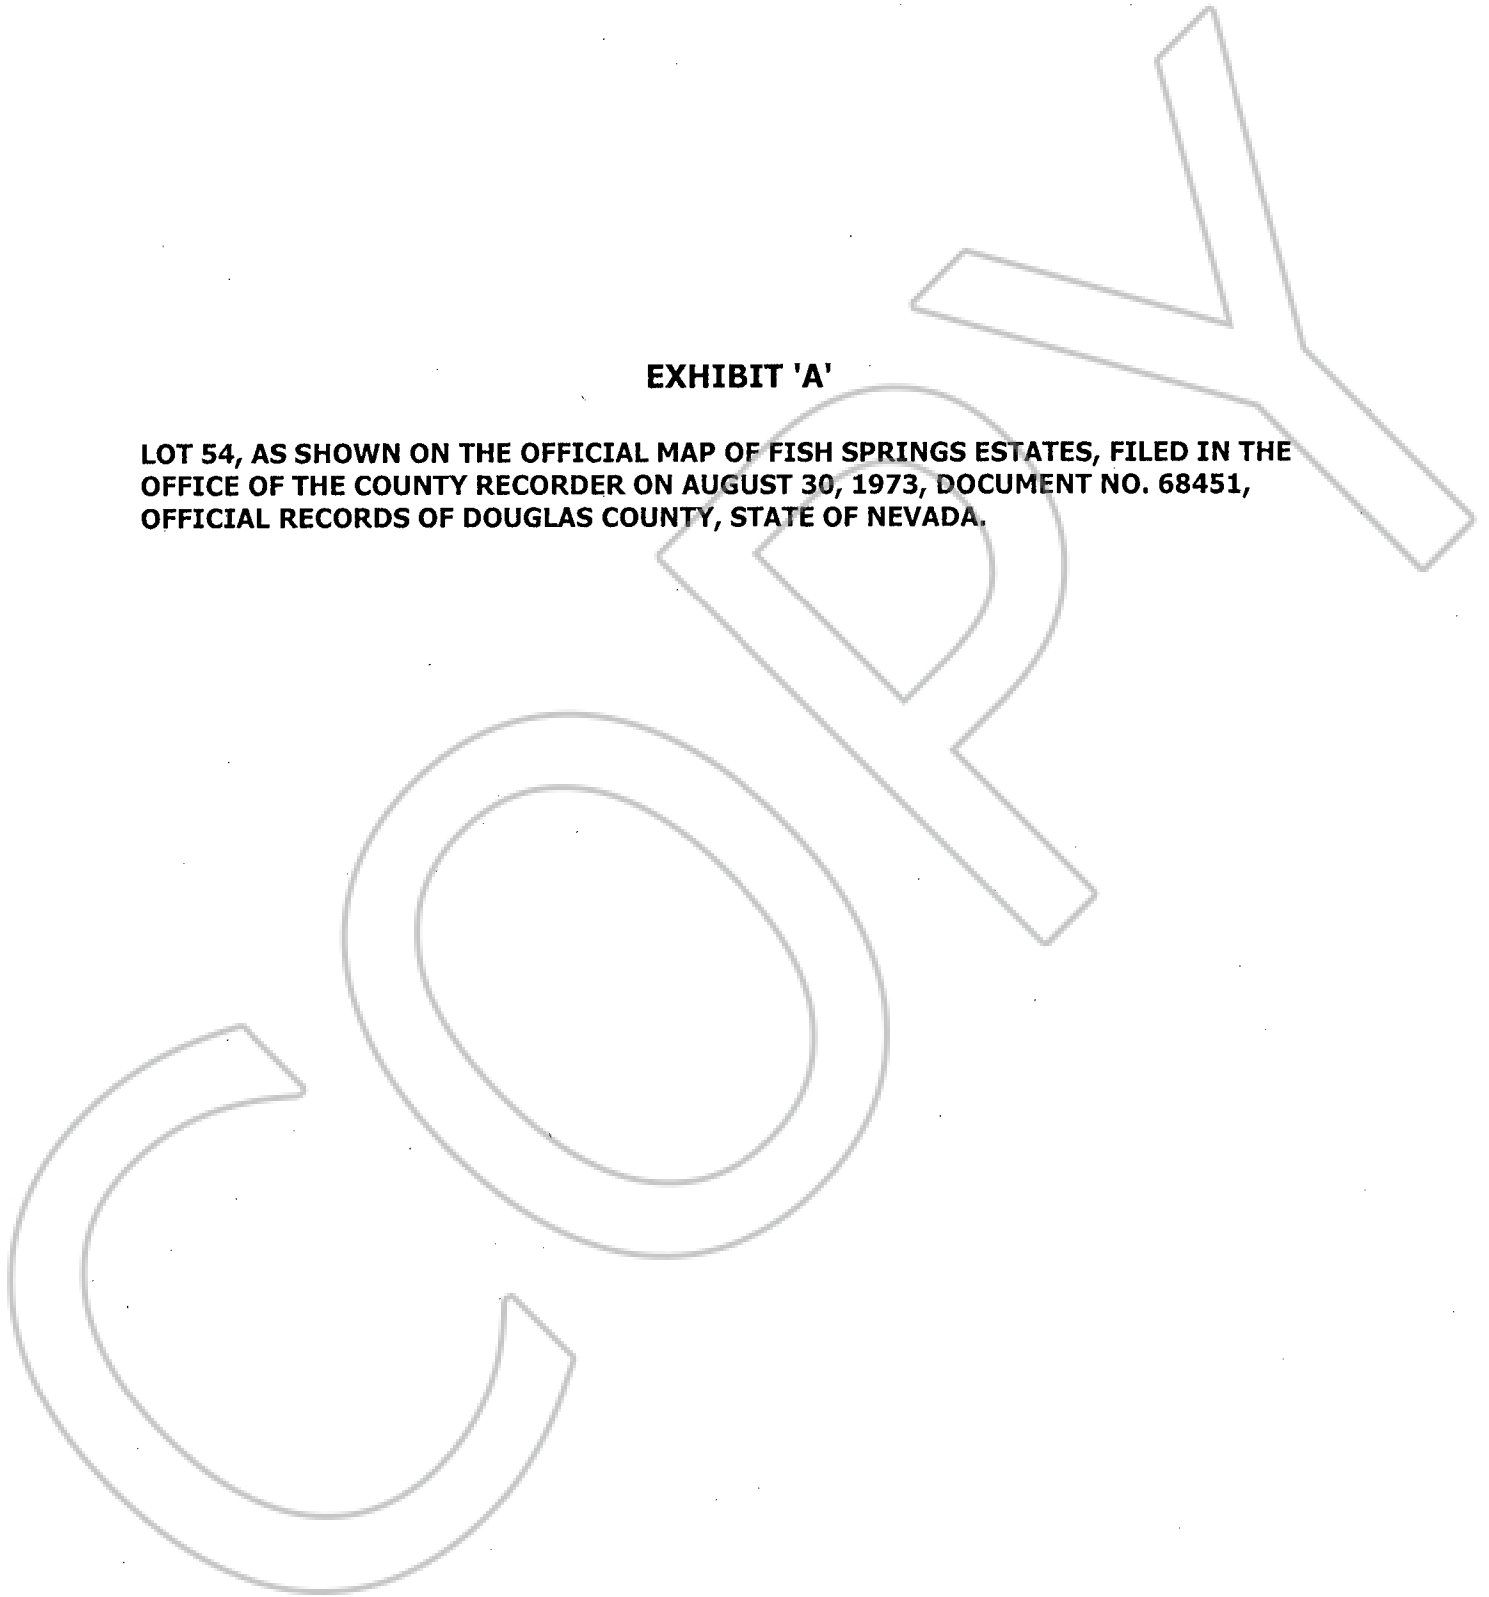 EXHIBIT 'A'
LOT 54, AS SHOWN ON THE OFFICIAL MAP OF FISH SPRINGS ESTATES, FILED IN THE
OFFICE OF THE COUNTY RECORDER ON AUGUST 30, 1973, DOCUMENT NO. 68451,
OFFICIAL RECORDS OF DOUGLAS COUNTY, STATE OF NEVADA.
COPY